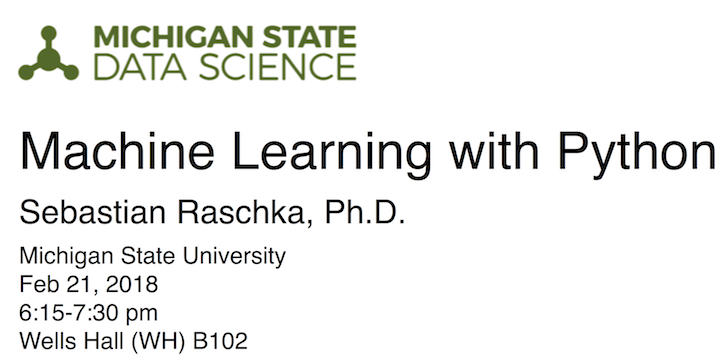 MICHIGAN STATE
DATA SCIENCE
Machine Learning with Python
Sebastian Raschka, Ph.D.
Michigan State University
Feb 21, 2018
6:15-7:30 pm
Wells Hall (WH) B102